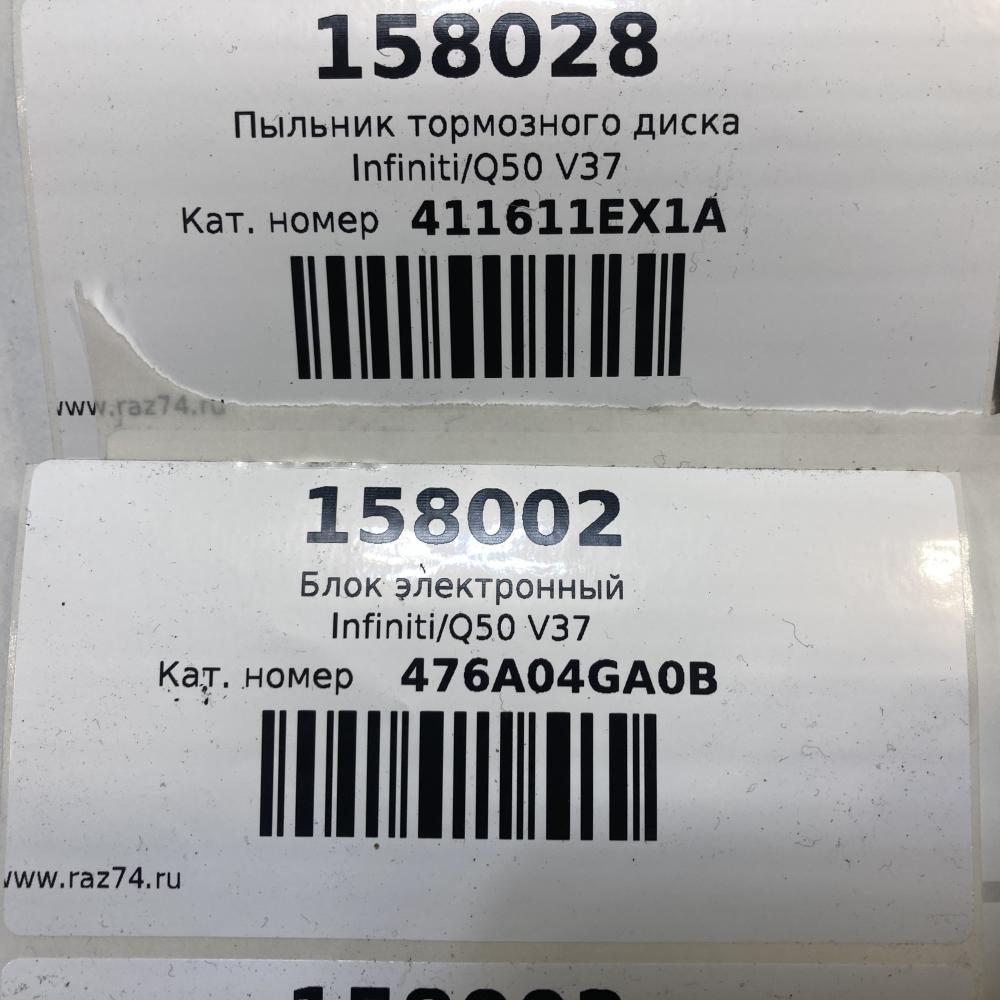 158028
Пыльник тормозного диска
Infiniti/Q50 V37
Кат. номер 411611EX1A
www.raz74.ru
158002
Блок электронный
Infiniti/Q50 V37
Кат. номер 476A04GA0B
www.raz74.ru